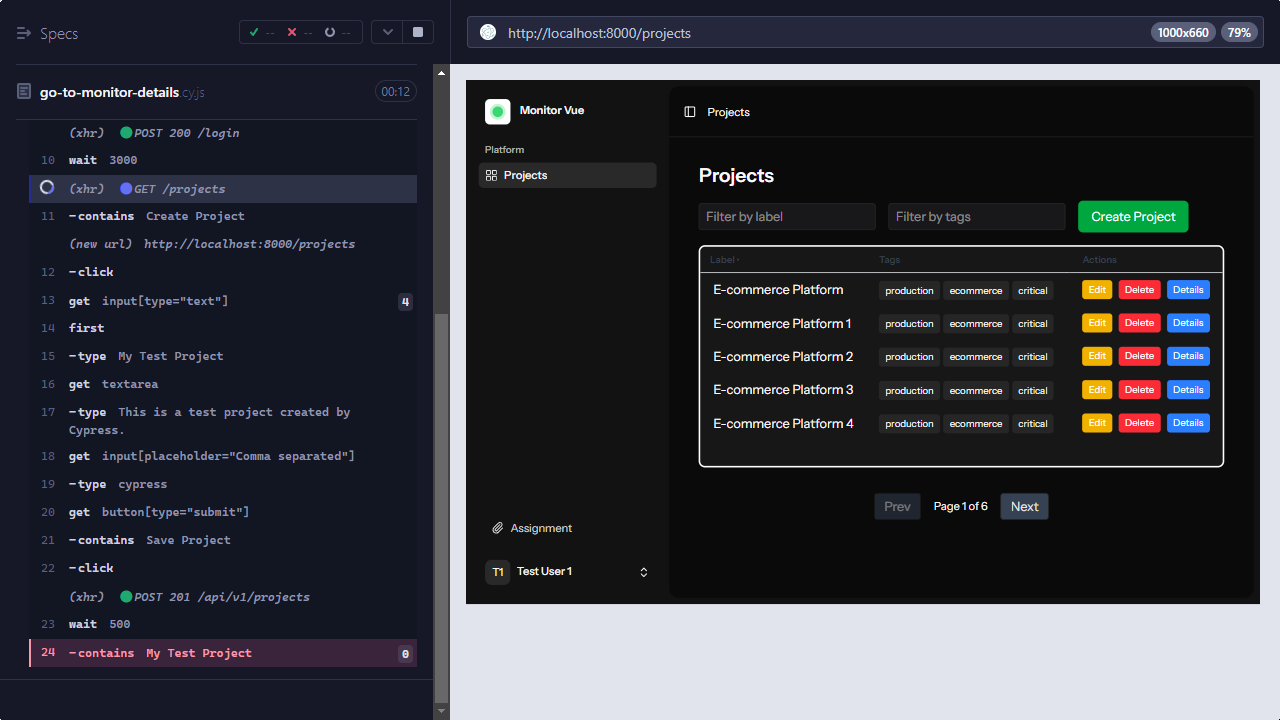 Specs
-- -- --
go-to-monitor-details.cy.js 00:12
(xhr) POST 200 /login
10 wait 3000
(xhr) GET /projects
11 -contains Create Project
(new url) http://localhost:8000/projects
12 -click
13 get input[type="text"] 4
14 first
15 -type My Test Project
16 get textarea
17 -type This is a test project created by
Cypress.
18 get input[placeholder="Comma separated"]
19 -type cypress
20 get button[type="submit"]
21 -contains Save Project
22 -click
(xhr) POST 201 /api/v1/projects
23 wait 500
24 -contains My Test Project 0
http://localhost:8000/projects 1000x660 79%
Monitor Vue
Platform
Projects
Assignment
T1 Test User 1
Projects
Projects
Filter by label Filter by tags Create Project
Label Tags Actions
E-commerce Platform production ecommerce critical Edit Delete Details
E-commerce Platform 1 production ecommerce critical Edit Delete Details
E-commerce Platform 2 production ecommerce critical Edit Delete Details
E-commerce Platform 3 production ecommerce critical Edit Delete Details
E-commerce Platform 4 production ecommerce critical Edit Delete Details
Prev Page 1 of 6 Next